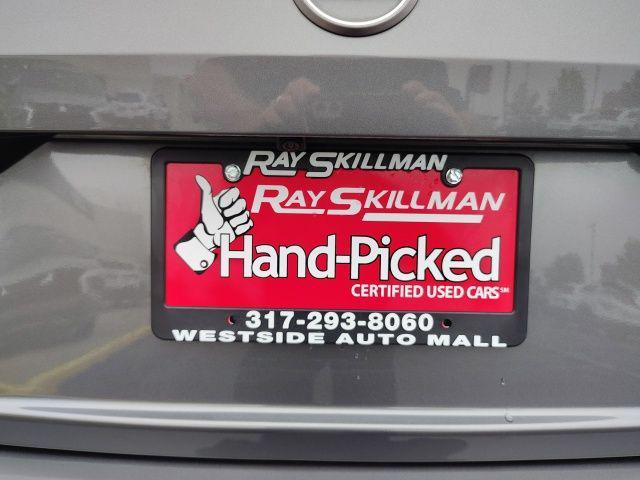 RAY SKILLMAN
RAY SKILLMAN
Hand-Picked
CERTIFIED USED CARS℠
317-293-8060
WESTSIDE AUTO MALL